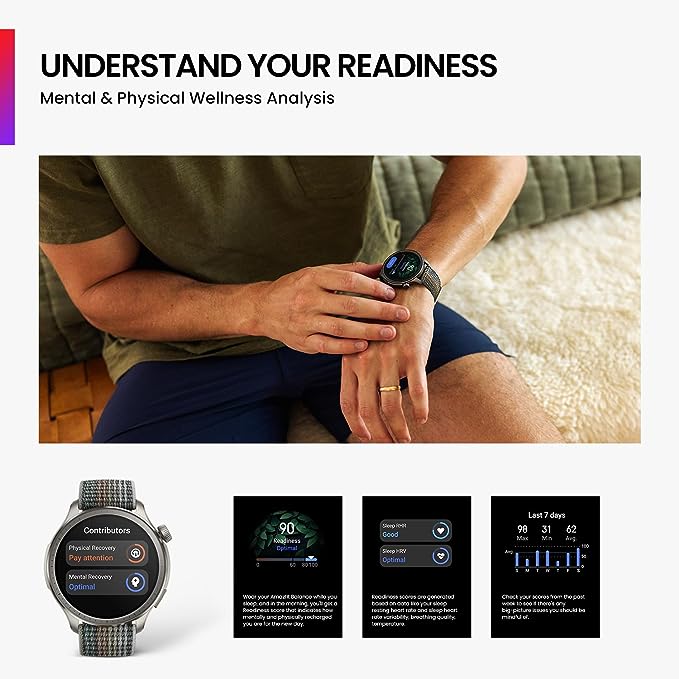 UNDERSTAND YOUR READINESS
Mental & Physical Wellness Analysis
Contributors
Physical Recovery
Pay attention
Mental Recovery
Optimal
90
Readiness
Optimal
0 60 80 100
Wear your Amazfit Balance while you
sleep, and in the morning, you'll get a
Readiness score that indicates how
mentally and physically recharged
you are for the new day.
Sleep RHR
Good
Sleep HRV
Optimal
Readiness scores are generated
based on data like your sleep
resting heart rate and sleep heart
rate variability, breathing quality,
temperature.
Last 7 days
98 31 62
Max Min Avg
100
Avg
50
0
S M T W T F S
Check your scores from the past
week to see if there's any
big-picture issues you should be
mindful of.